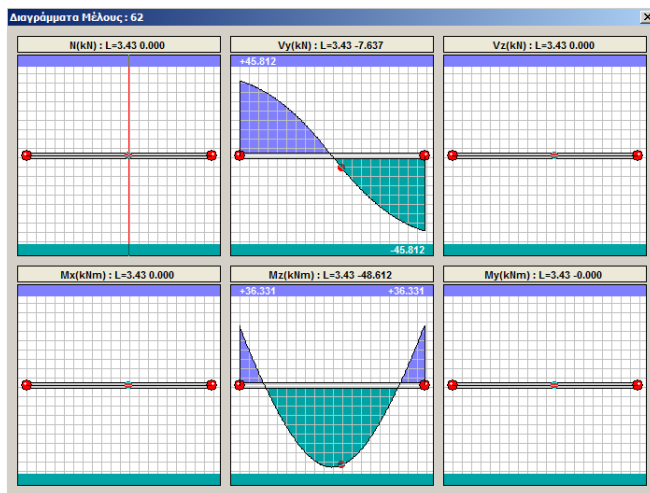 Διαγράμματα Μέλους : 62
N(kN) : L=3.43 0.000
Vy(kN) : L=3.43 -7.637
Vz(kN) : L=3.43 0.000
+45.812
-45.812
Mx(kNm) : L=3.43 0.000
Mz(kNm) : L=3.43 -48.612
My(kNm) : L=3.43 -0.000
+36.331 +36.331